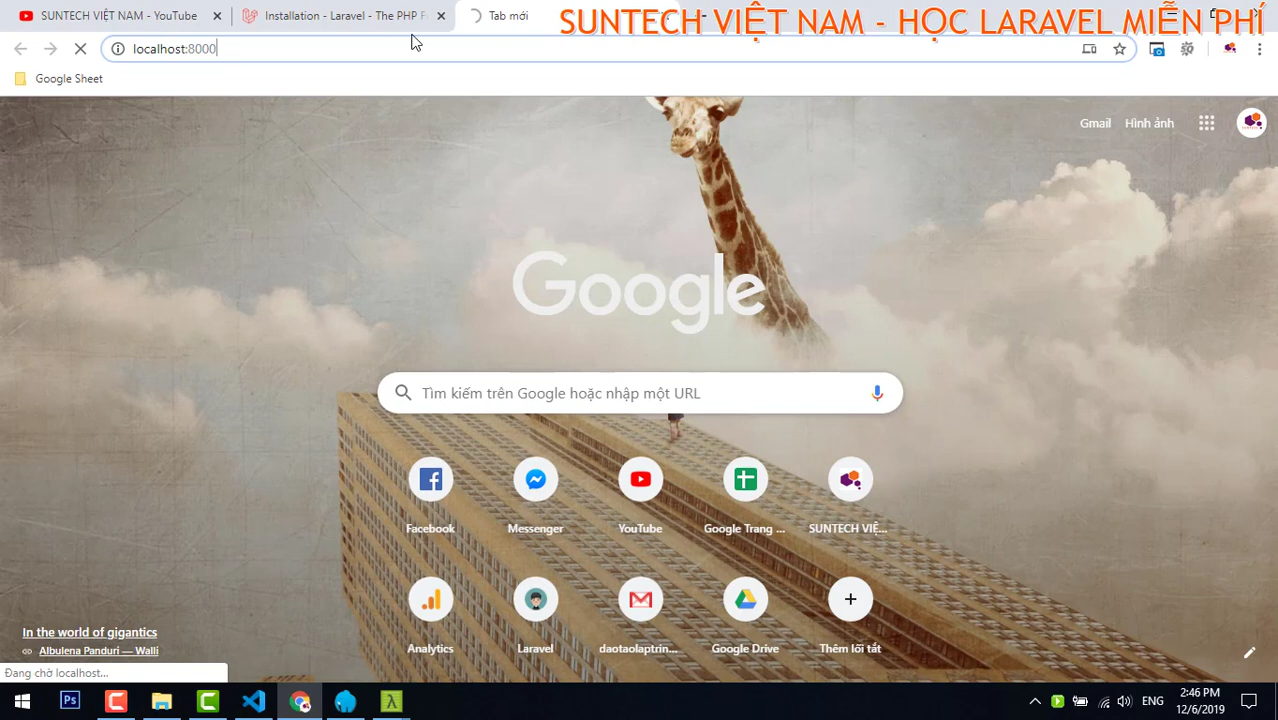 SUNTECH VIỆT NAM - YouTube
Installation - Laravel - The PHP F
Tab mới
SUNTECH VIỆT NAM - HỌC LARAVEL MIỄN PHÍ
localhost:8000
Google Sheet
Gmail
Hình ảnh
Google
Tìm kiếm trên Google hoặc nhập một URL
Facebook
Messenger
YouTube
Google Trang ...
SUNTECH VIỆ...
Analytics
Laravel
daotaolaptrin...
Google Drive
Thêm lối tắt
In the world of gigantics
Albulena Panduri — Walli
Đang chờ localhost...
Ps
ENG
2:46 PM
12/6/2019